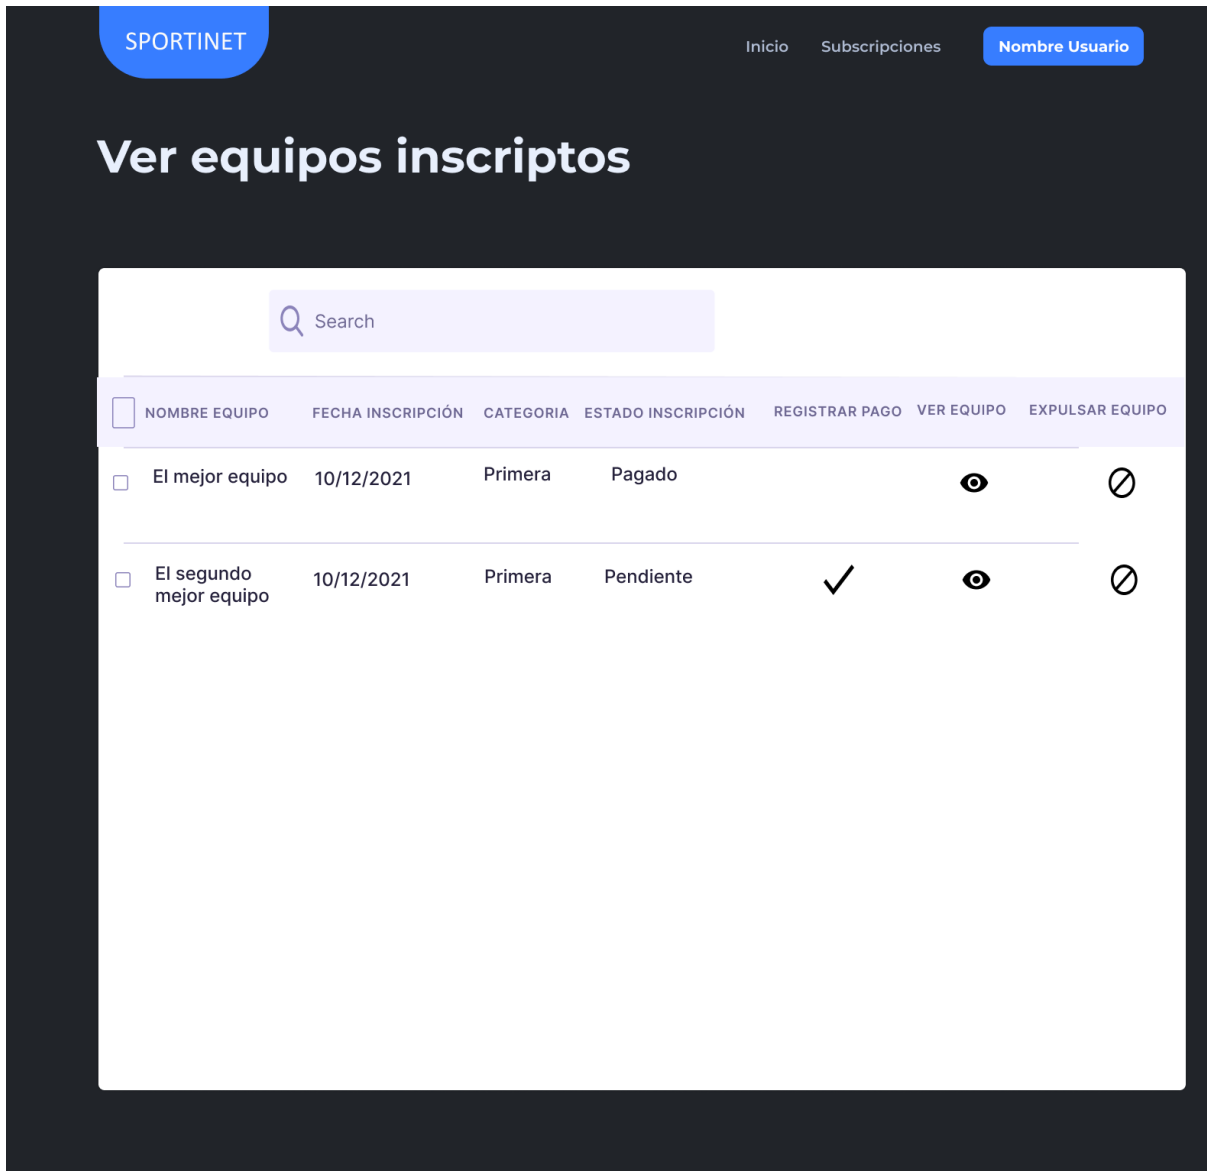 SPORTINET
Inicio Subscripciones Nombre Usuario
Ver equipos inscriptos
Search
NOMBRE EQUIPO FECHA INSCRIPCIÓN CATEGORIA ESTADO INSCRIPCIÓN REGISTRAR PAGO VER EQUIPO EXPULSAR EQUIPO
El mejor equipo 10/12/2021 Primera Pagado
El segundo
mejor equipo 10/12/2021 Primera Pendiente